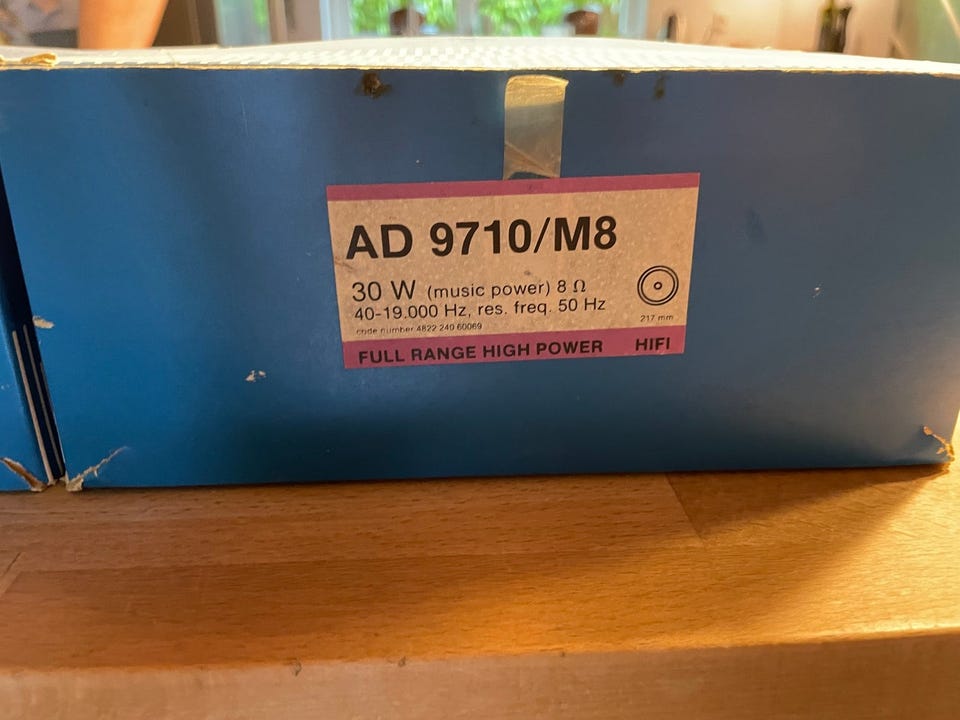 AD 9710/M8
30 W (music power) 8 Ω
40-19.000 Hz, res. freq. 50 Hz
code number 4822 240 60069
217 mm
FULL RANGE HIGH POWER HIFI